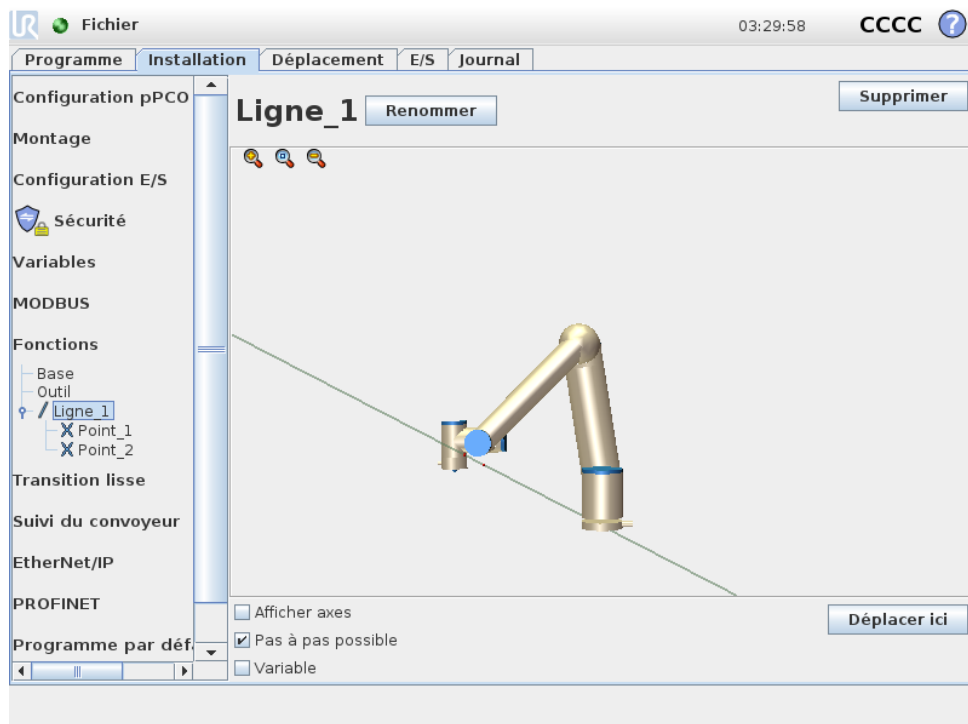 UR Fichier 03:29:58 CCCC ?
Programme Installation Déplacement E/S Journal
Configuration pPCO
Montage
Configuration E/S
Sécurité
Variables
MODBUS
Fonctions
Base
Outil
Ligne_1
Point_1
Point_2
Transition lisse
Suivi du convoyeur
EtherNet/IP
PROFINET
Programme par défa
Ligne_1 Renommer Supprimer
Afficher axes
Pas à pas possible
Variable
Déplacer ici